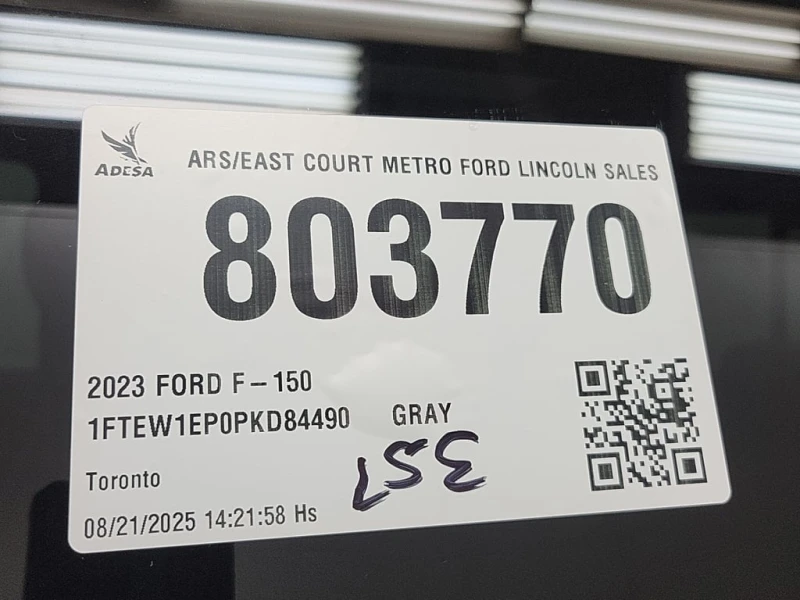 ADESA
ARS/EAST COURT METRO FORD LINCOLN SALES
803770
2023 FORD F-150
1FTEW1EP0PKD84490 GRAY
Toronto
08/21/2025 14:21:58 Hs